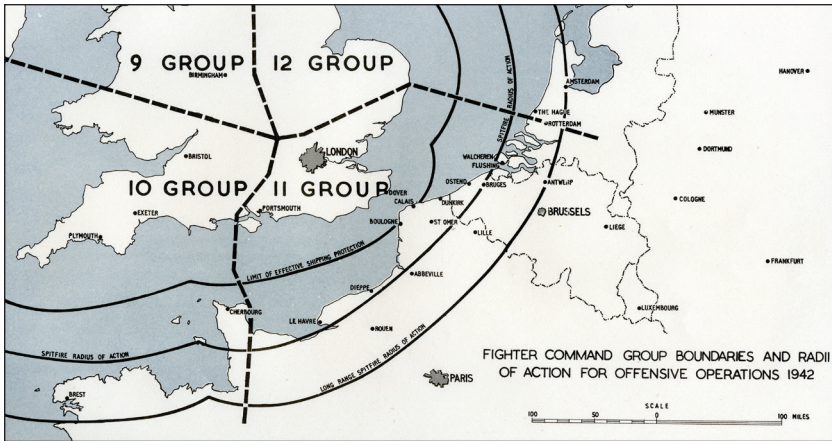 9 GROUP
12 GROUP
BIRMINGHAM
HANOVER
AMSTERDAM
SPITFIRE RADIUS OF ACTION
THE HAGUE
ROTTERDAM
MUNSTER
LONDON
BRISTOL
WALCHEREN
FLUSHING
DORTMUND
10 GROUP
11 GROUP
DOVER
OSTEND
BRUGES
ANTWERP
CALAIS
DUNKIRK
COLOGNE
EXETER
PORTSMOUTH
BOULOGNE
ST OMER
BRUSSELS
PLYMOUTH
LILLE
LIÉGE
FRANKFURT
LIMIT OF EFFECTIVE SHIPPING PROTECTION
ABBEVILLE
DIEPPE
CHERBOURG
LE HAVRE
ROUEN
LUXEMBOURG
SPITFIRE RADIUS OF ACTION
LONG RANGE SPITFIRE RADIUS OF ACTION
FIGHTER COMMAND GROUP BOUNDARIES AND RADII
OF ACTION FOR OFFENSIVE OPERATIONS 1942
PARIS
BREST
SCALE
100 50 0 100 MILES